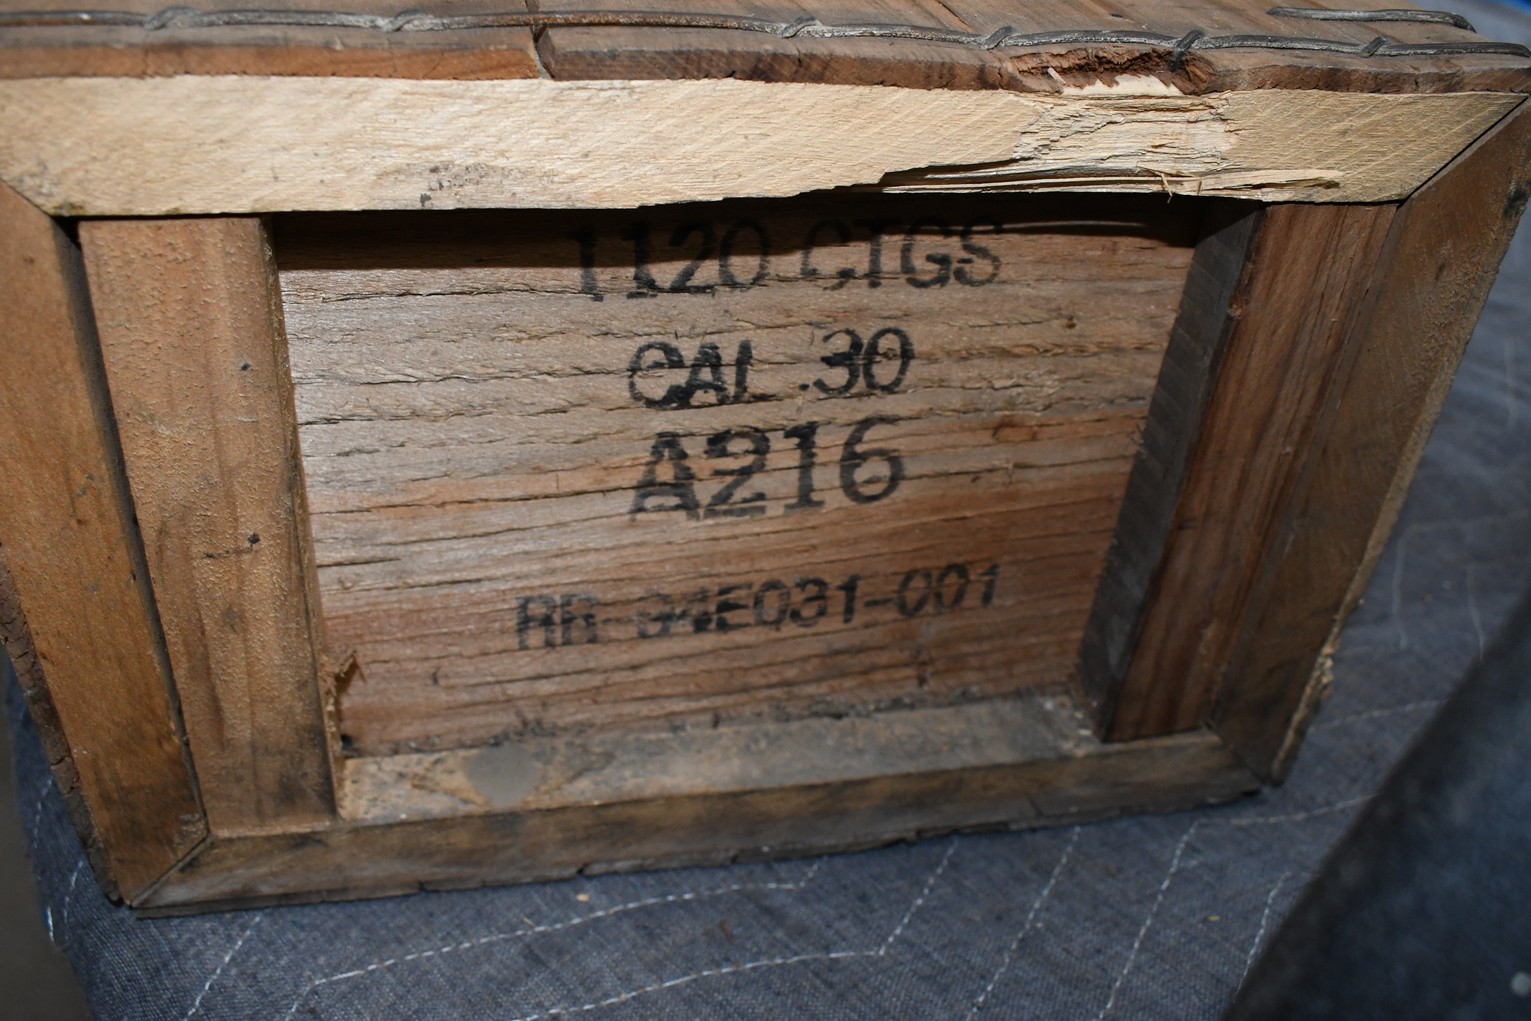 1120 CTGS
CAL .30
A216
RR-94E031-001